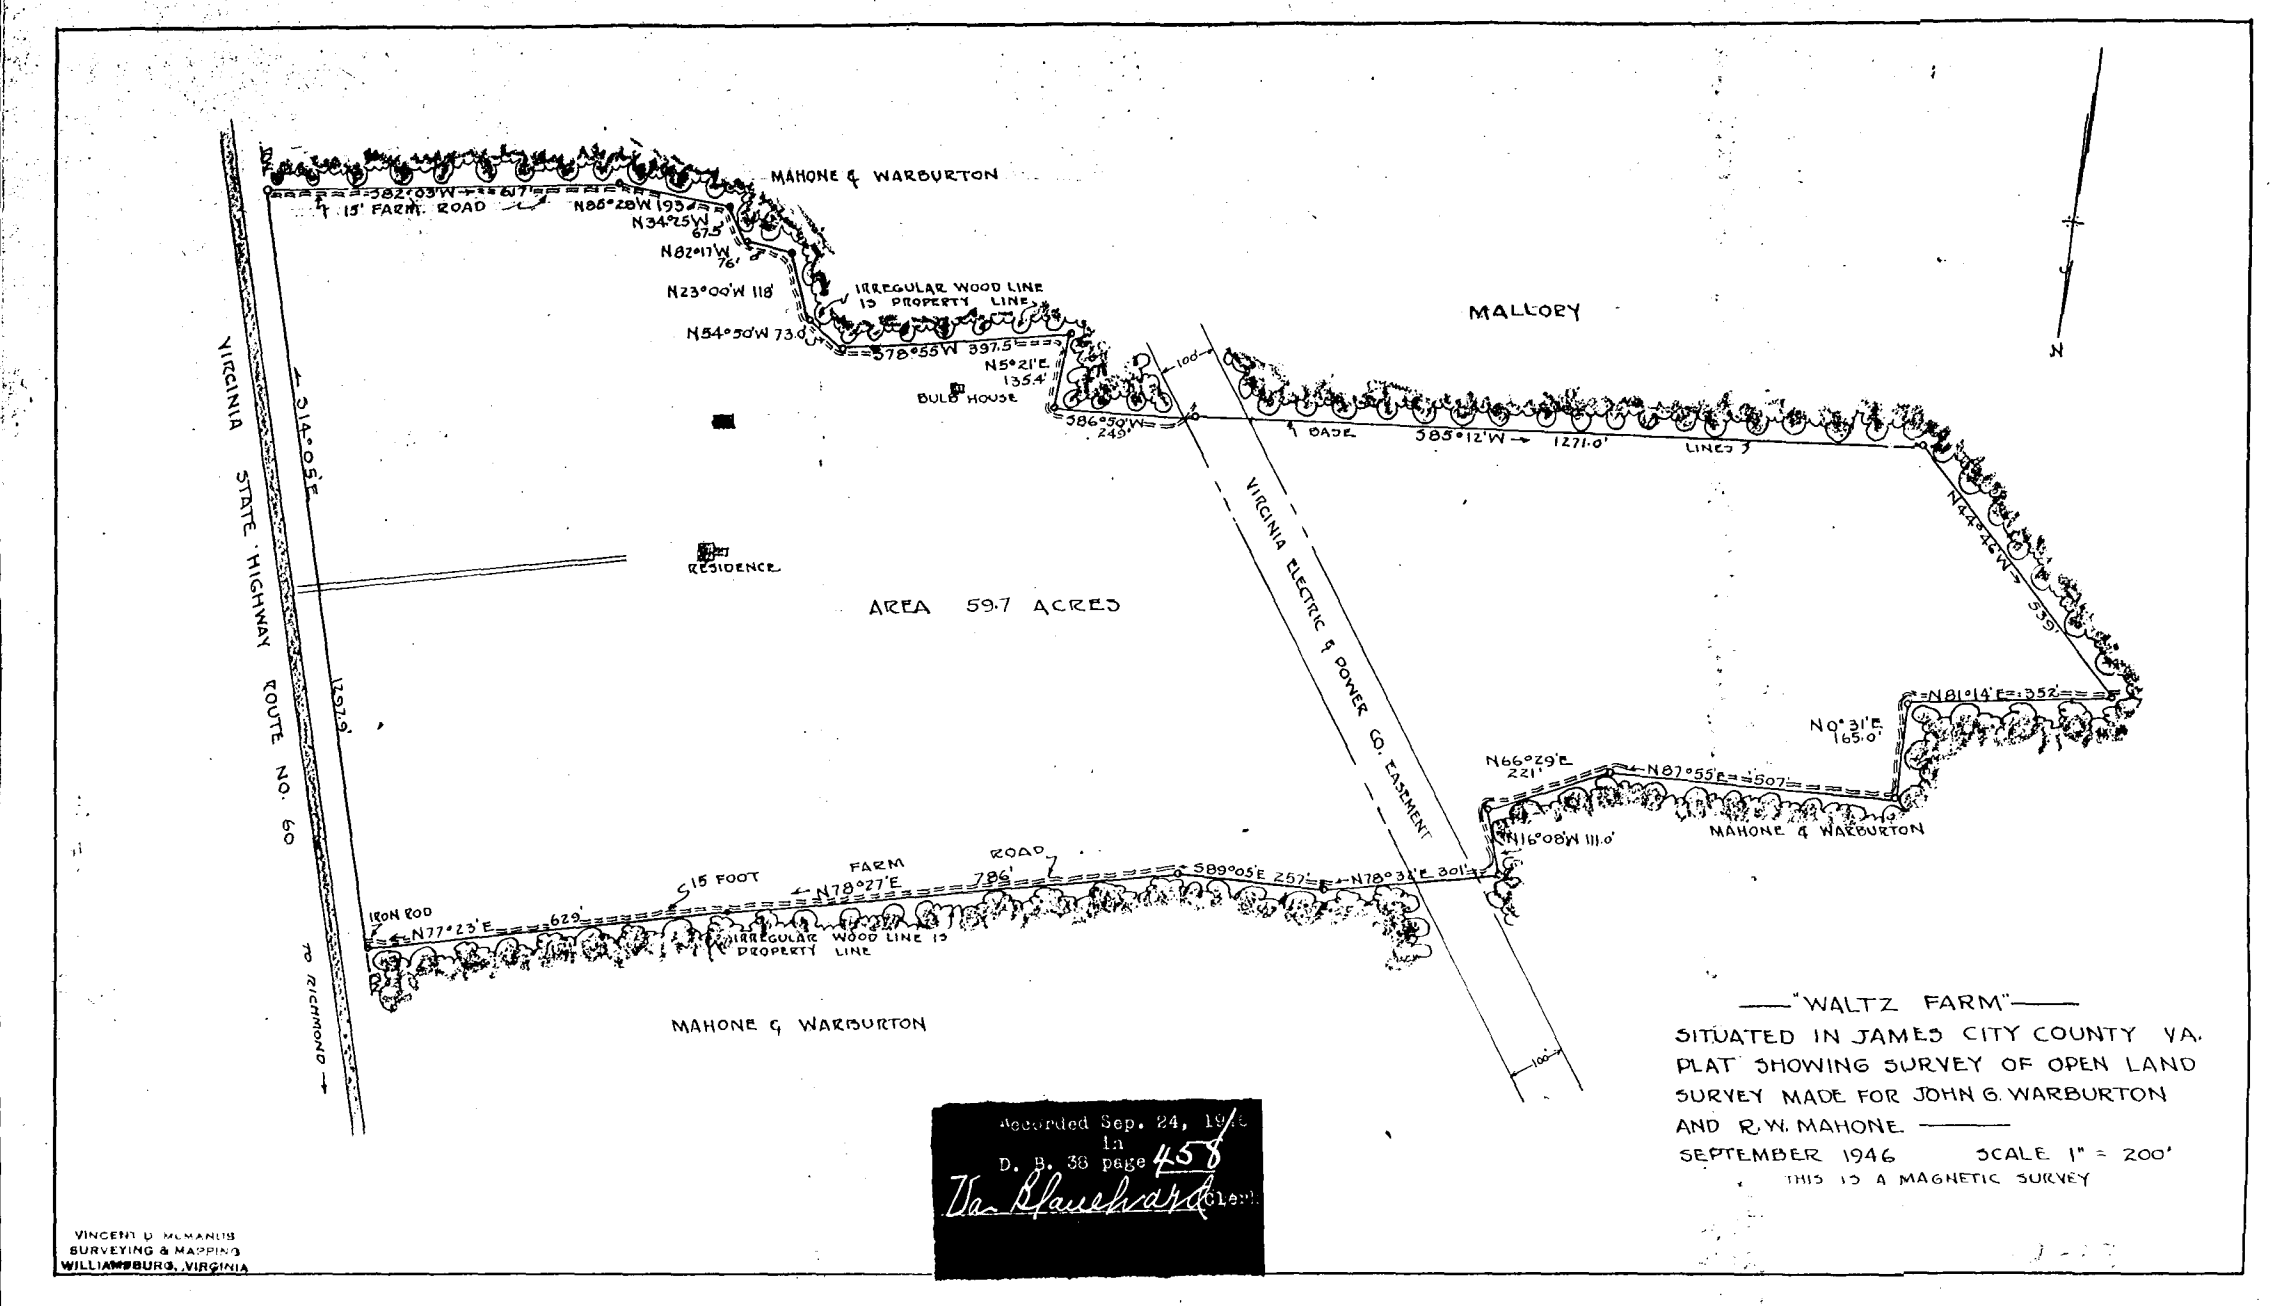 MAHONE & WARBURTON
S82°03'W 617'
15' FARM ROAD
N86°28'W 193
N34°25'W
67.5
N82°17'W
76'
N23°00'W 118'
IRREGULAR WOOD LINE
IS PROPERTY LINE
N54°50'W 73.0
S78°55'W 397.5'
N5°21'E
135.4'
BULB HOUSE
S86°50'W
249'
100'
MALLORY
N
BASE S85°12'W 1271.0' LINES
N44°46'W 539'
S14°05'E
1297.9'
VIRGINIA STATE HIGHWAY ROUTE NO. 60
TO RICHMOND
RESIDENCE
AREA 59.7 ACRES
VIRGINIA ELECTRIC & POWER CO. EASEMENT
N81°14'E 352'
N0°31'E
165.0'
N66°29'E
221'
N87°55'E 507'
MAHONE & WARBURTON
N16°08'W 111.0'
IRON ROD
N77°23'E 629'
15 FOOT FARM ROAD
N78°27'E 786'
S89°05'E 257'
N78°32'E 301'
IRREGULAR WOOD LINE IS
PROPERTY LINE
MAHONE & WARBURTON
100'
"WALTZ FARM"
SITUATED IN JAMES CITY COUNTY VA.
PLAT SHOWING SURVEY OF OPEN LAND
SURVEY MADE FOR JOHN G. WARBURTON
AND R.W. MAHONE
SEPTEMBER 1946 SCALE 1" = 200'
THIS IS A MAGNETIC SURVEY
Recorded Sep. 24, 1946
in
D. B. 38 page 458
Va Blanchard Clerk
VINCENT D. McMANUS
SURVEYING & MAPPING
WILLIAMSBURG, VIRGINIA